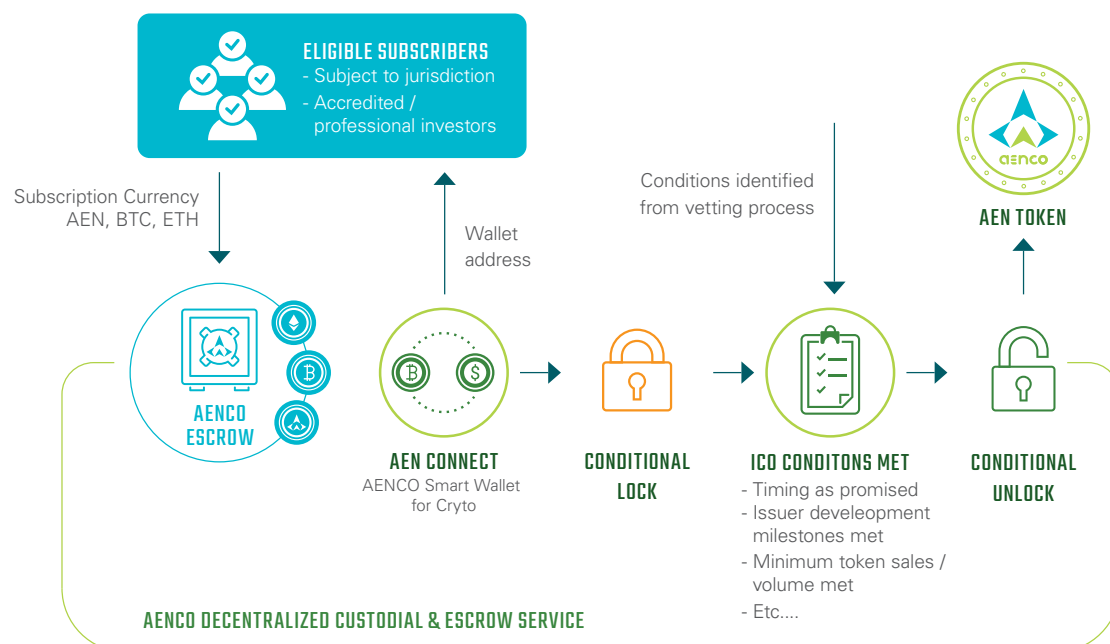 ELIGIBLE SUBSCRIBERS
- Subject to jurisdiction
- Accredited /
professional investors
aenco
AEN TOKEN
Subscription Currency
AEN, BTC, ETH
Wallet
address
Conditions identified
from vetting process
AENCO
ESCROW
AEN CONNECT
AENCO Smart Wallet
for Cryto
CONDITIONAL
LOCK
ICO CONDITONS MET
- Timing as promised
- Issuer develeopment
milestones met
- Minimum token sales /
volume met
- Etc....
CONDITIONAL
UNLOCK
AENCO DECENTRALIZED CUSTODIAL & ESCROW SERVICE